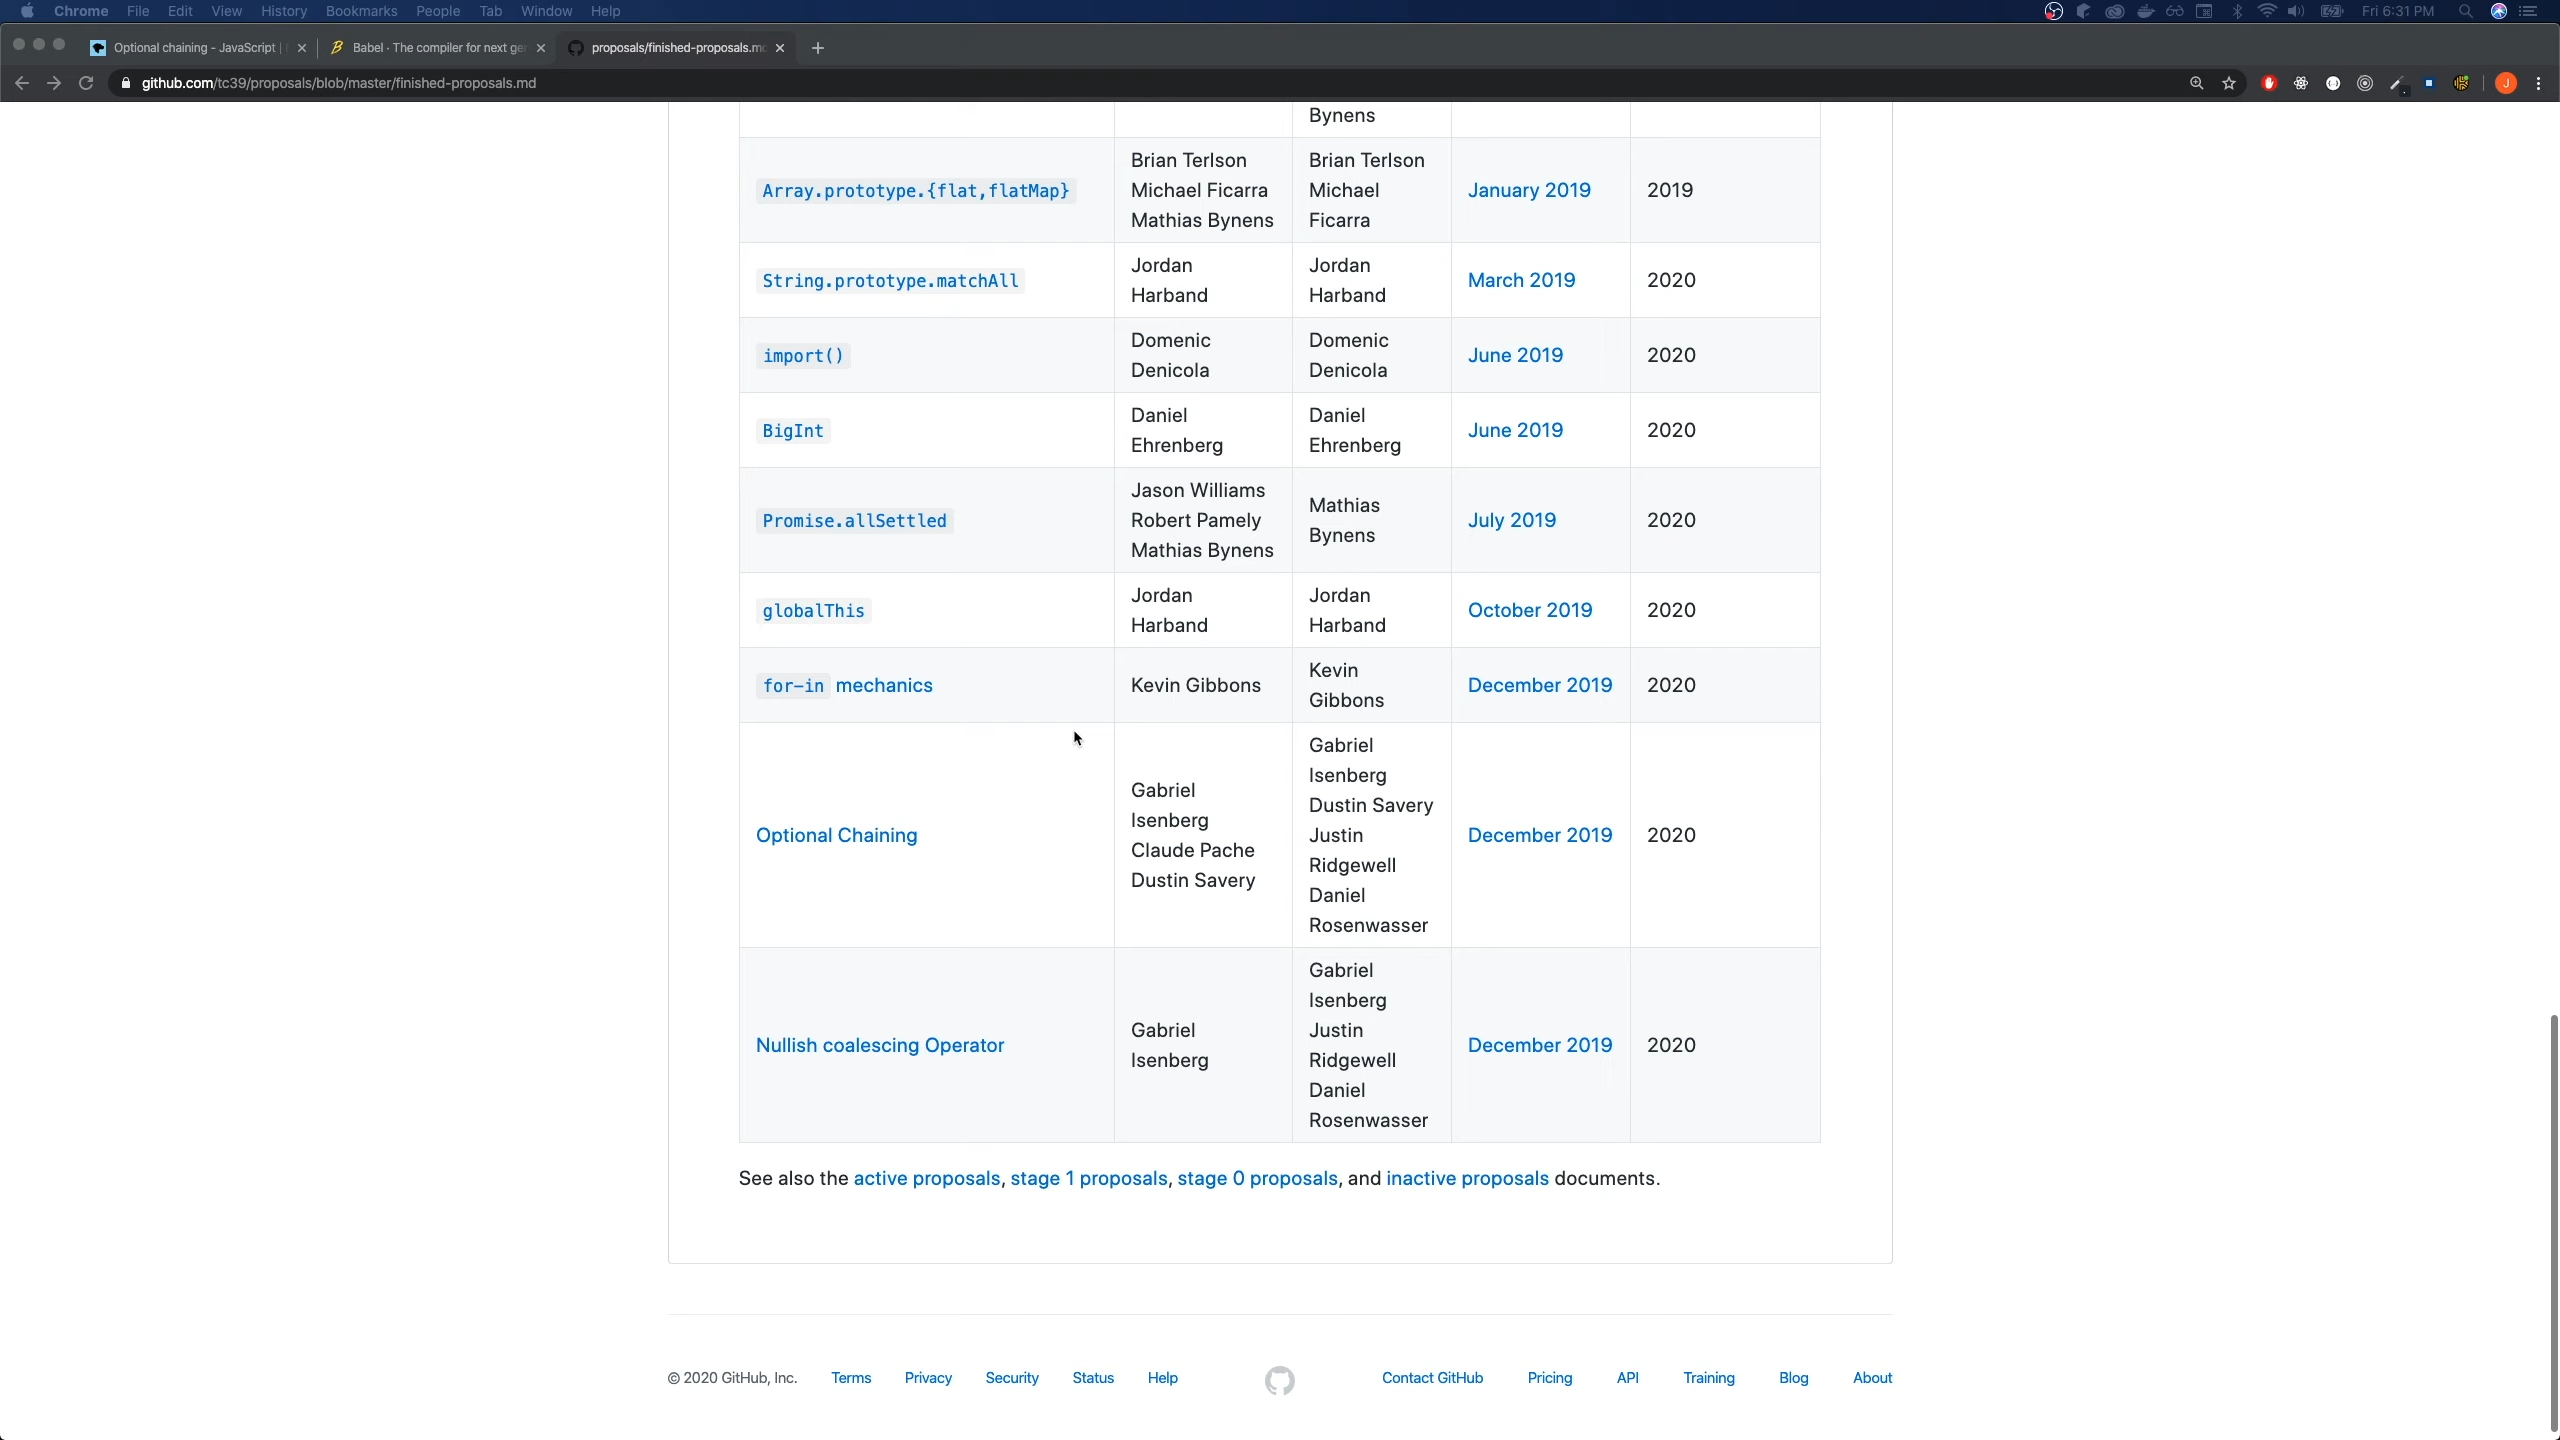 Chrome File Edit View History Bookmarks People Tab Window Help Fri 6:31 PM
Optional chaining - JavaScript | Babel · The compiler for next ge proposals/finished-proposals.m
github.com/tc39/proposals/blob/master/finished-proposals.md J
Bynens
Array.prototype.{flat,flatMap}
Brian Terlson
Michael Ficarra
Mathias Bynens
Brian Terlson
Michael
Ficarra
January 2019
2019
String.prototype.matchAll
Jordan
Harband
Jordan
Harband
March 2019
2020
import()
Domenic
Denicola
Domenic
Denicola
June 2019
2020
BigInt
Daniel
Ehrenberg
Daniel
Ehrenberg
June 2019
2020
Promise.allSettled
Jason Williams
Robert Pamely
Mathias Bynens
Mathias
Bynens
July 2019
2020
globalThis
Jordan
Harband
Jordan
Harband
October 2019
2020
for-in mechanics
Kevin Gibbons
Kevin
Gibbons
December 2019
2020
Optional Chaining
Gabriel
Isenberg
Claude Pache
Dustin Savery
Gabriel
Isenberg
Dustin Savery
Justin
Ridgewell
Daniel
Rosenwasser
December 2019
2020
Nullish coalescing Operator
Gabriel
Isenberg
Gabriel
Isenberg
Justin
Ridgewell
Daniel
Rosenwasser
December 2019
2020
See also the active proposals, stage 1 proposals, stage 0 proposals, and inactive proposals documents.
© 2020 GitHub, Inc. Terms Privacy Security Status Help Contact GitHub Pricing API Training Blog About